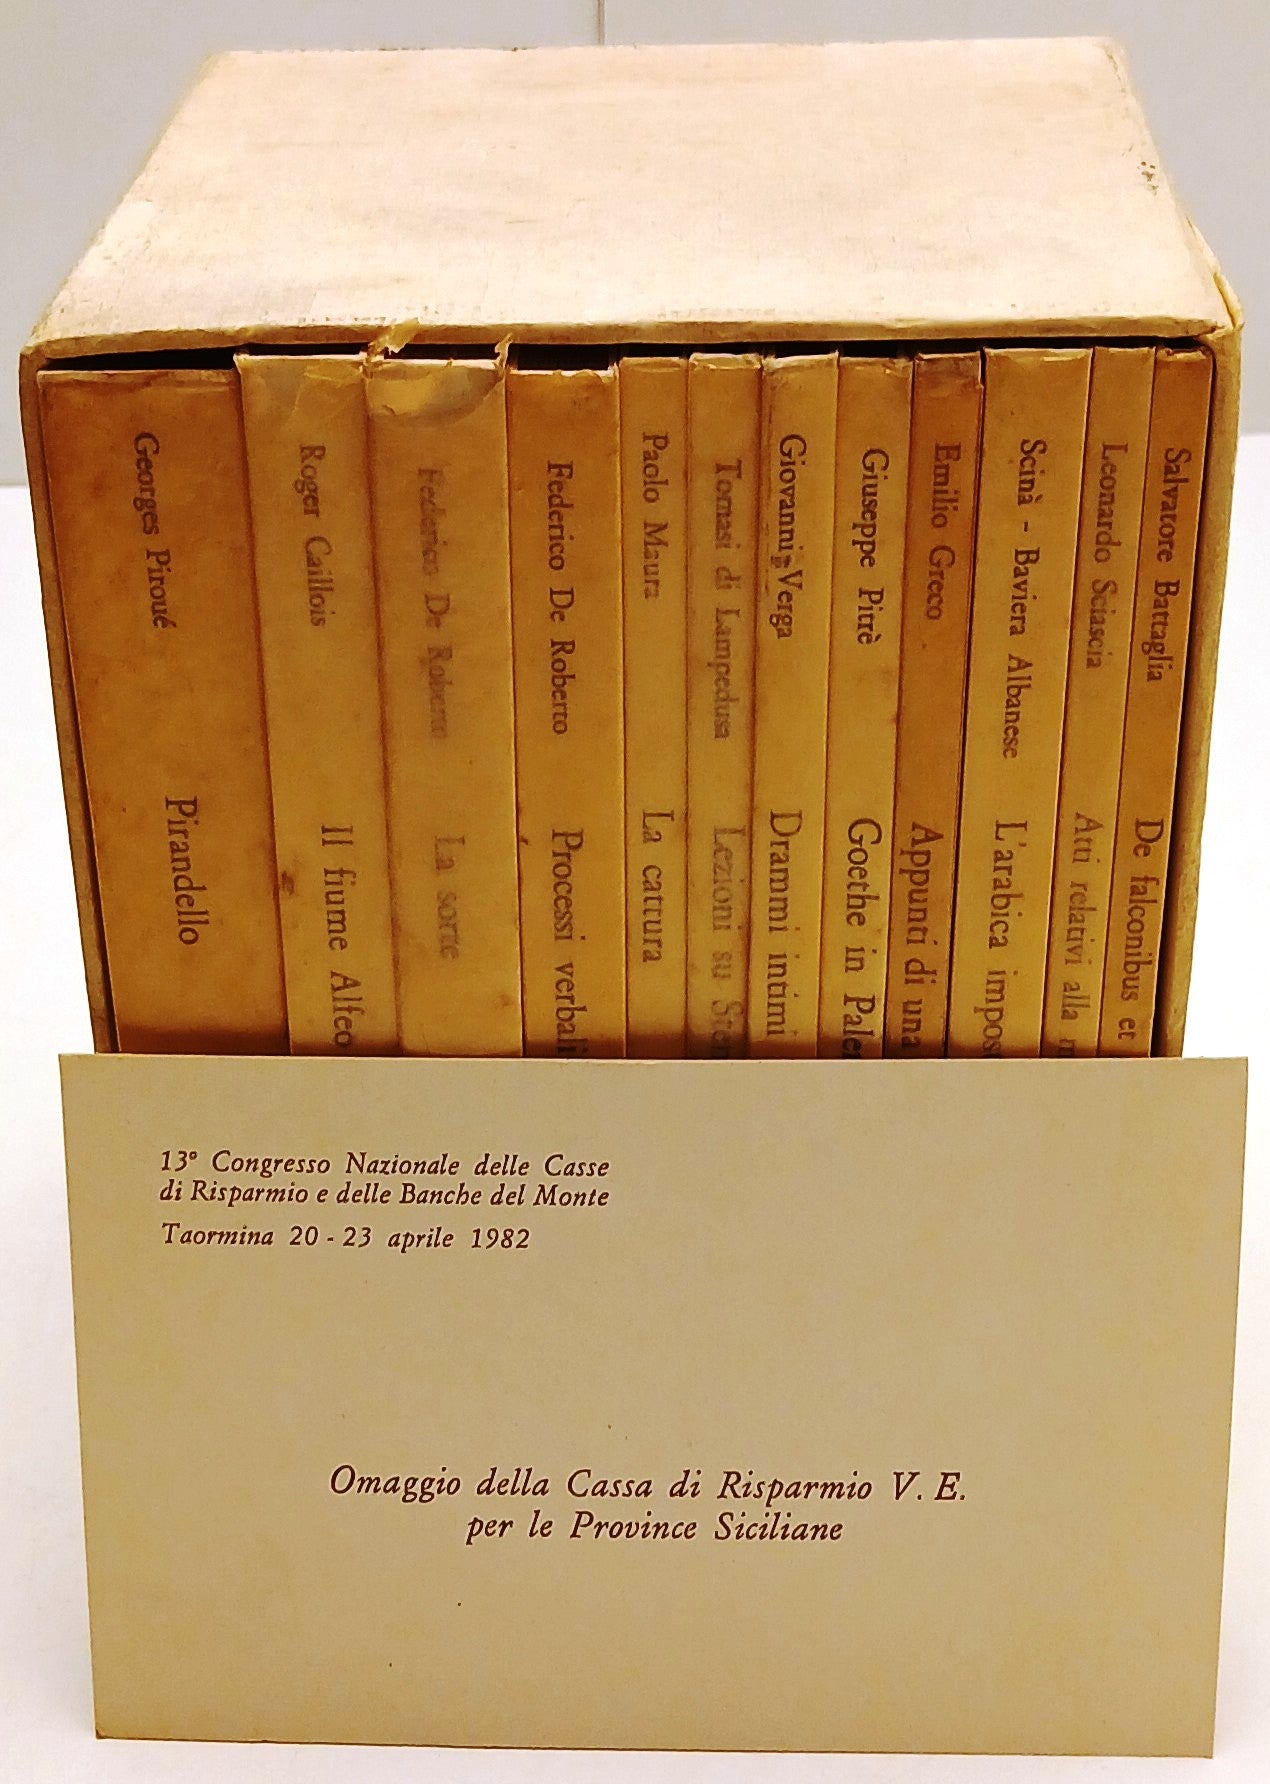 Georges Piroué Pirandello
Roger Caillois Il fiume Alfeo
Federico De Roberto La sorte
Federico De Roberto Processi verbali
Paolo Maura La cattura
Tomasi di Lampedusa Lezioni su
Giovanni Verga Drammi intimi
Giuseppe Pitrè Goethe in
Emilio Greco Appunti di una
Scinà - Baviera Albanese L'arabica
Leonardo Sciascia Atti relativi alla
Salvatore Battaglia De falconibus et
13° Congresso Nazionale delle Casse
di Risparmio e delle Banche del Monte
Taormina 20 - 23 aprile 1982
Omaggio della Cassa di Risparmio V. E.
per le Province Siciliane